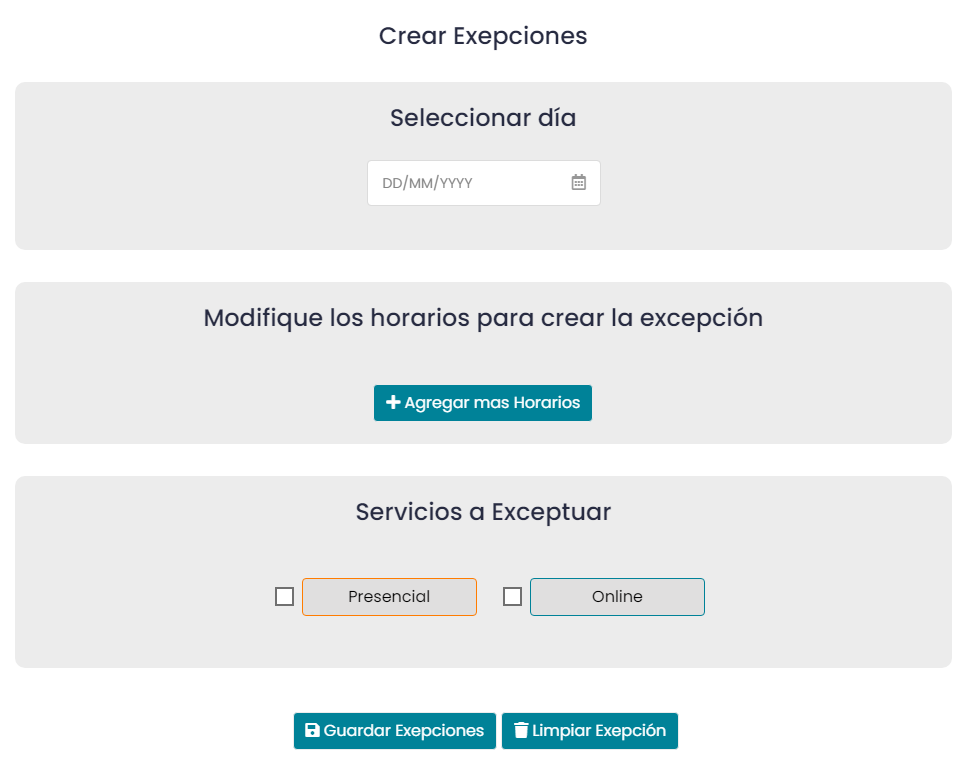 Crear Exepciones
Seleccionar día
DD/MM/YYYY
Modifique los horarios para crear la excepción
Agregar mas Horarios
Servicios a Exceptuar
Presencial Online
Guardar Exepciones Limpiar Exepción